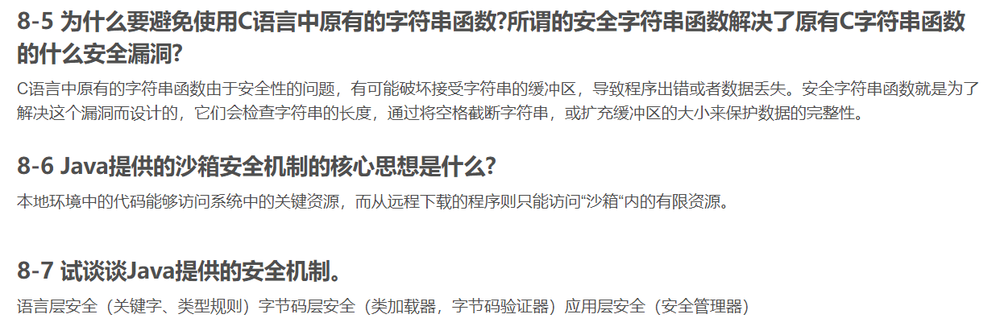 8-5 为什么要避免使用C语言中原有的字符串函数?所谓的安全字符串函数解决了原有C字符串函数
的什么安全漏洞?
C语言中原有的字符串函数由于安全性的问题，有可能破坏接受字符串的缓冲区，导致程序出错或者数据丢失。安全字符串函数就是为了
解决这个漏洞而设计的，它们会检查字符串的长度，通过将空格截断字符串，或扩充缓冲区的大小来保护数据的完整性。
8-6 Java提供的沙箱安全机制的核心思想是什么?
本地环境中的代码能够访问系统中的关键资源，而从远程下载的程序则只能访问“沙箱“内的有限资源。
8-7 试谈谈Java提供的安全机制。
语言层安全（关键字、类型规则）字节码层安全（类加载器，字节码验证器）应用层安全（安全管理器）